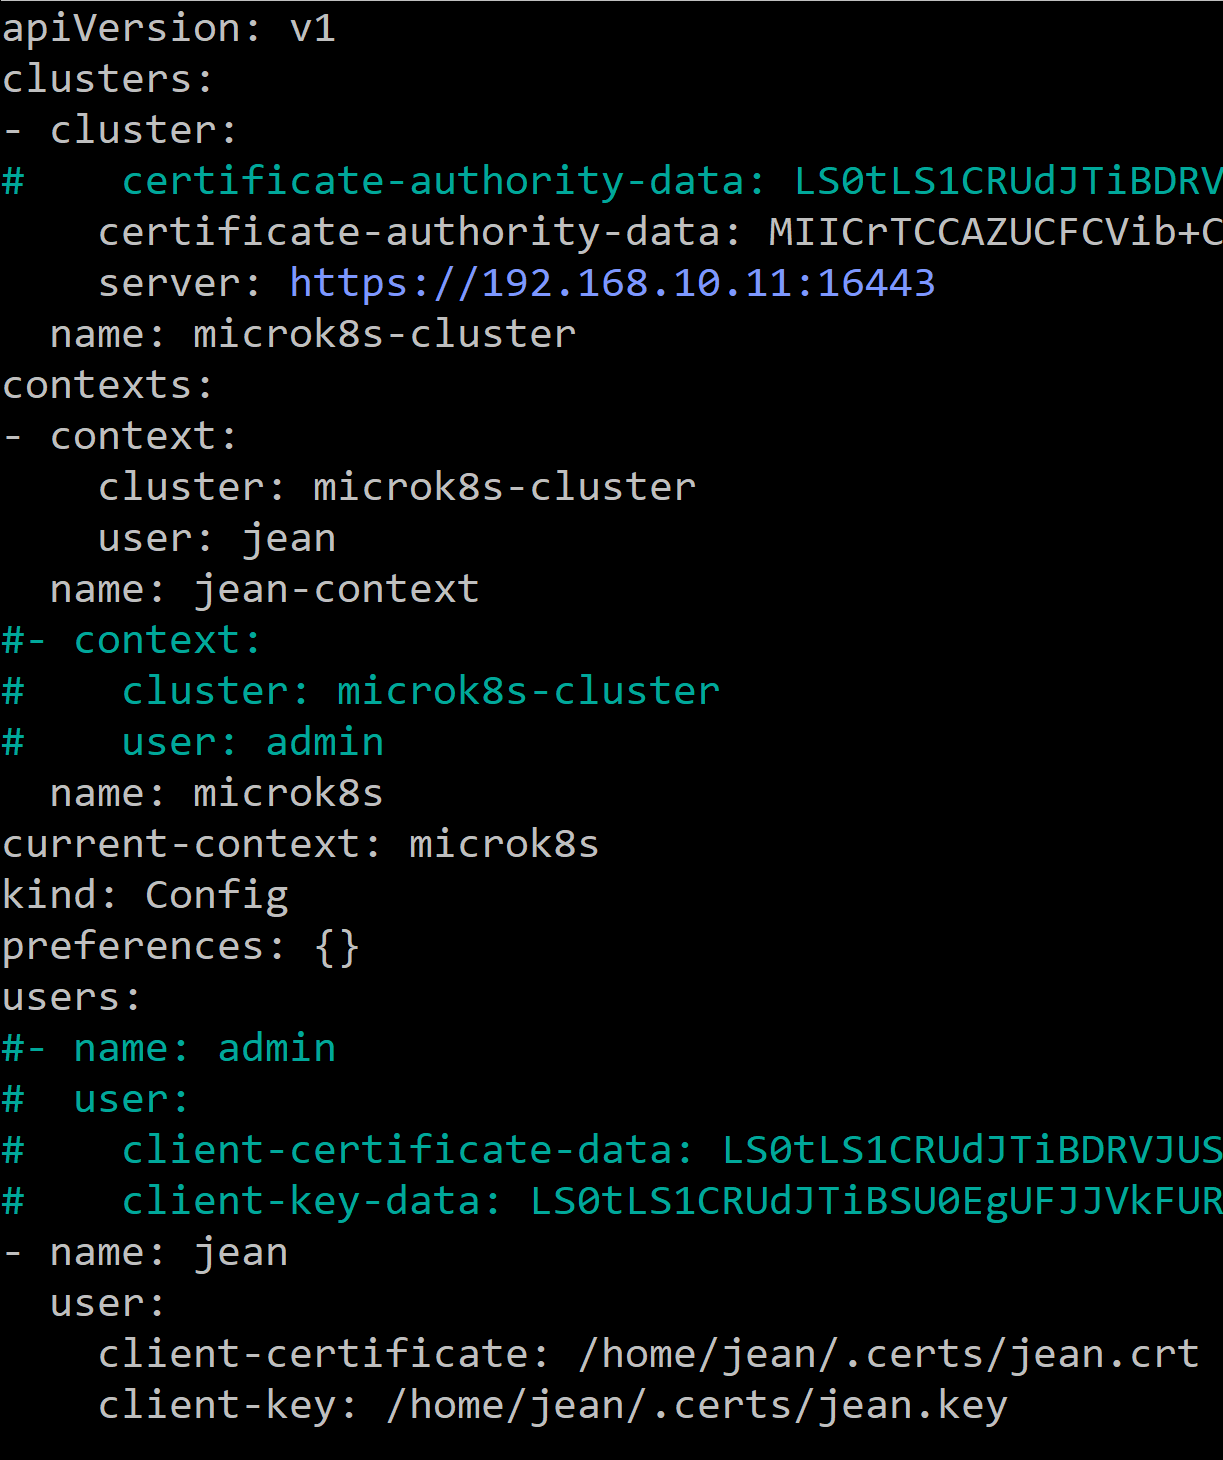 apiVersion: v1
clusters:
- cluster:
#    certificate-authority-data: LS0tLS1CRUdJTiBDRV
    certificate-authority-data: MIICrTCCAZUCFCVib+C
    server: https://192.168.10.11:16443
  name: microk8s-cluster
contexts:
- context:
    cluster: microk8s-cluster
    user: jean
  name: jean-context
#- context:
#    cluster: microk8s-cluster
#    user: admin
  name: microk8s
current-context: microk8s
kind: Config
preferences: {}
users:
#- name: admin
#  user:
#    client-certificate-data: LS0tLS1CRUdJTiBDRVJUS
#    client-key-data: LS0tLS1CRUdJTiBSU0EgUFJJVkFUR
- name: jean
  user:
    client-certificate: /home/jean/.certs/jean.crt
    client-key: /home/jean/.certs/jean.key